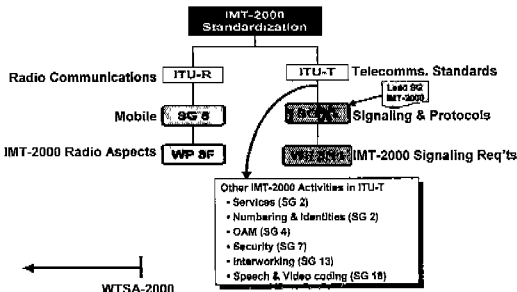 IMT-2000
Standardization
Radio Communications
ITU-R
ITU-T
Telecomms. Standards
Lead SG
IMT-2000
Mobile
SG 8
Signaling & Protocols
IMT-2000 Radio Aspects
WP 8F
IMT-2000 Signaling Req'ts
Other IMT-2000 Activities in ITU-T
• Services (SG 2)
• Numbering & Identities (SG 2)
• OAM (SG 4)
• Security (SG 7)
• Interworking (SG 13)
• Speech & Video coding (SG 16)
WTSA-2000